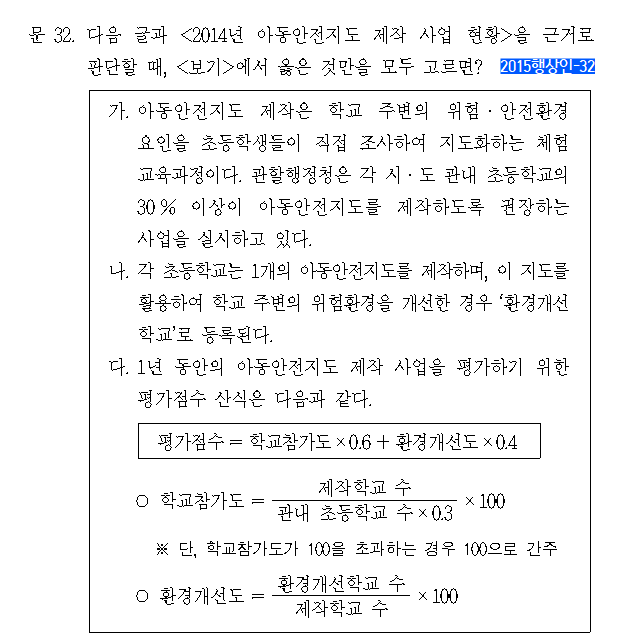 문 32. 다음 글과 <2014년 아동안전지도 제작 사업 현황>을 근거로
판단할 때, <보기>에서 옳은 것만을 모두 고르면? 2015행상인-32
가. 아동안전지도 제작은 학교 주변의 위험·안전환경
요인을 초등학생들이 직접 조사하여 지도화하는 체험
교육과정이다. 관할행정청은 각 시·도 관내 초등학교의
30% 이상이 아동안전지도를 제작하도록 권장하는
사업을 실시하고 있다.
나. 각 초등학교는 1개의 아동안전지도를 제작하며, 이 지도를
활용하여 학교 주변의 위험환경을 개선한 경우 ‘환경개선
학교’로 등록된다.
다. 1년 동안의 아동안전지도 제작 사업을 평가하기 위한
평가점수 산식은 다음과 같다.
평가점수 = 학교참가도×0.6 + 환경개선도×0.4
○ 학교참가도 = 제작학교 수 / 관내 초등학교 수×0.3 ×100
※ 단, 학교참가도가 100을 초과하는 경우 100으로 간주
○ 환경개선도 = 환경개선학교 수 / 제작학교 수 ×100